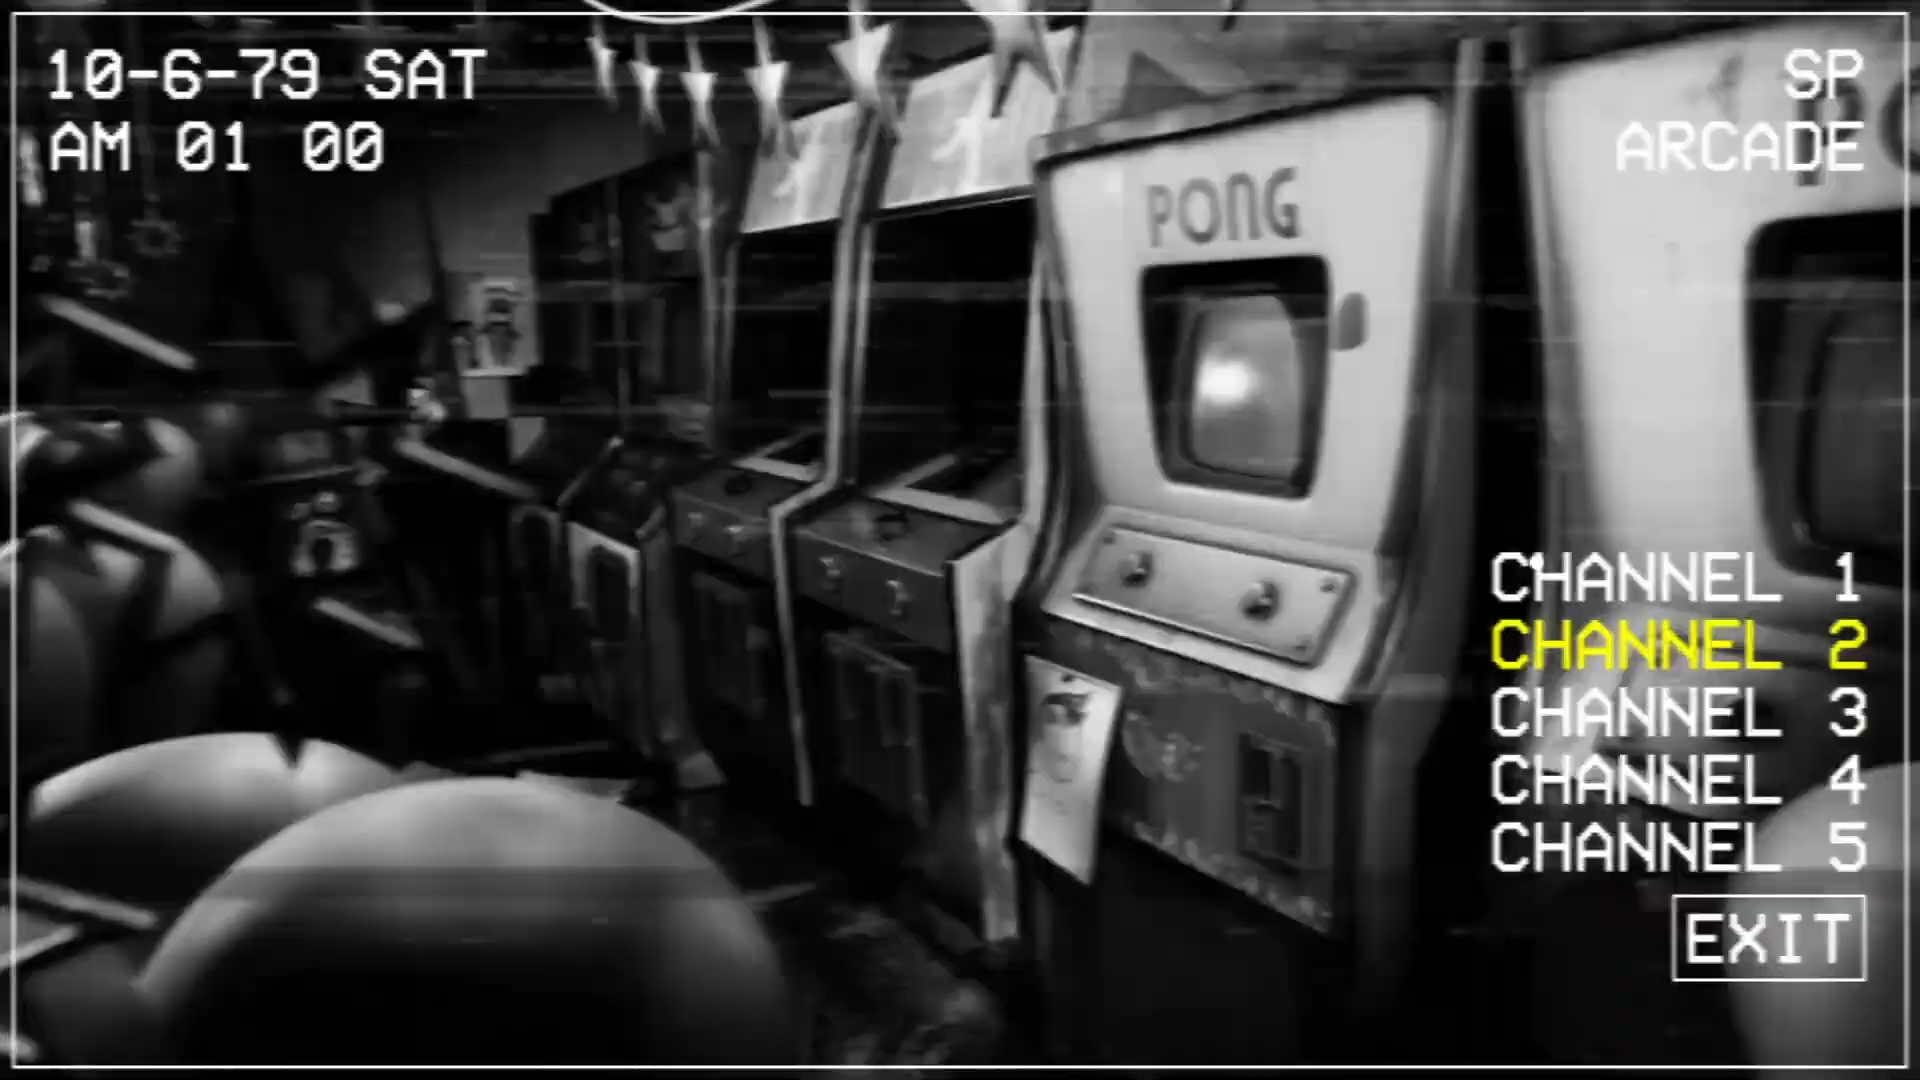 10-6-79 SAT
AM 01 00
SP
ARCADE
PONG
CHANNEL 1
CHANNEL 2
CHANNEL 3
CHANNEL 4
CHANNEL 5
EXIT